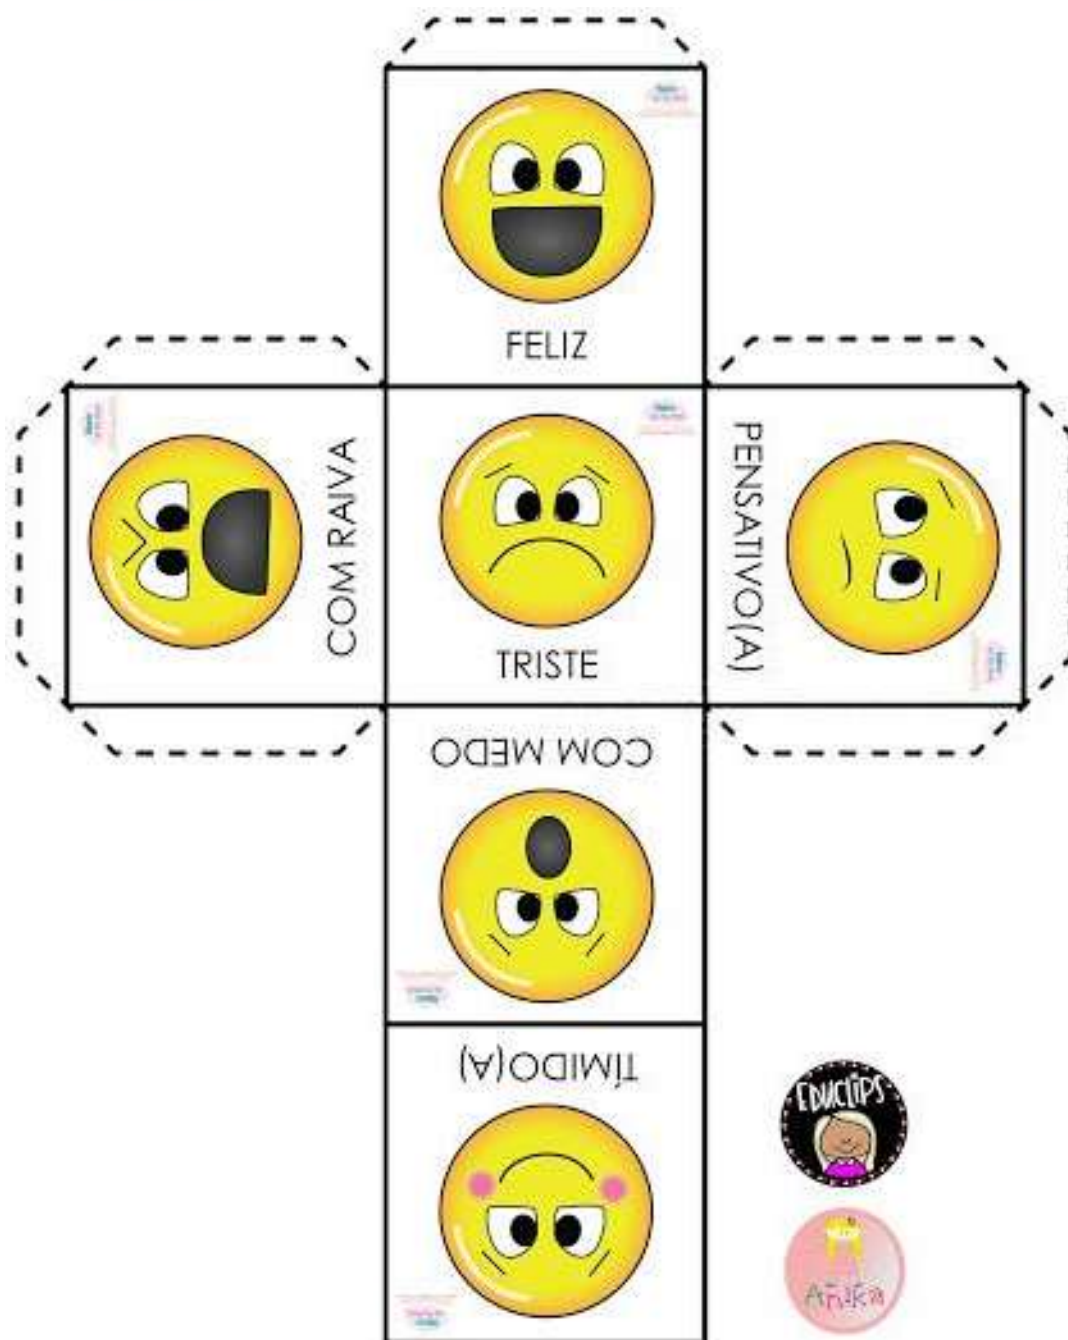 FELIZ
COM RAIVA
TRISTE
PENSATIVO(A)
COM MEDO
TÍMIDO(A)
EDUCLIPS